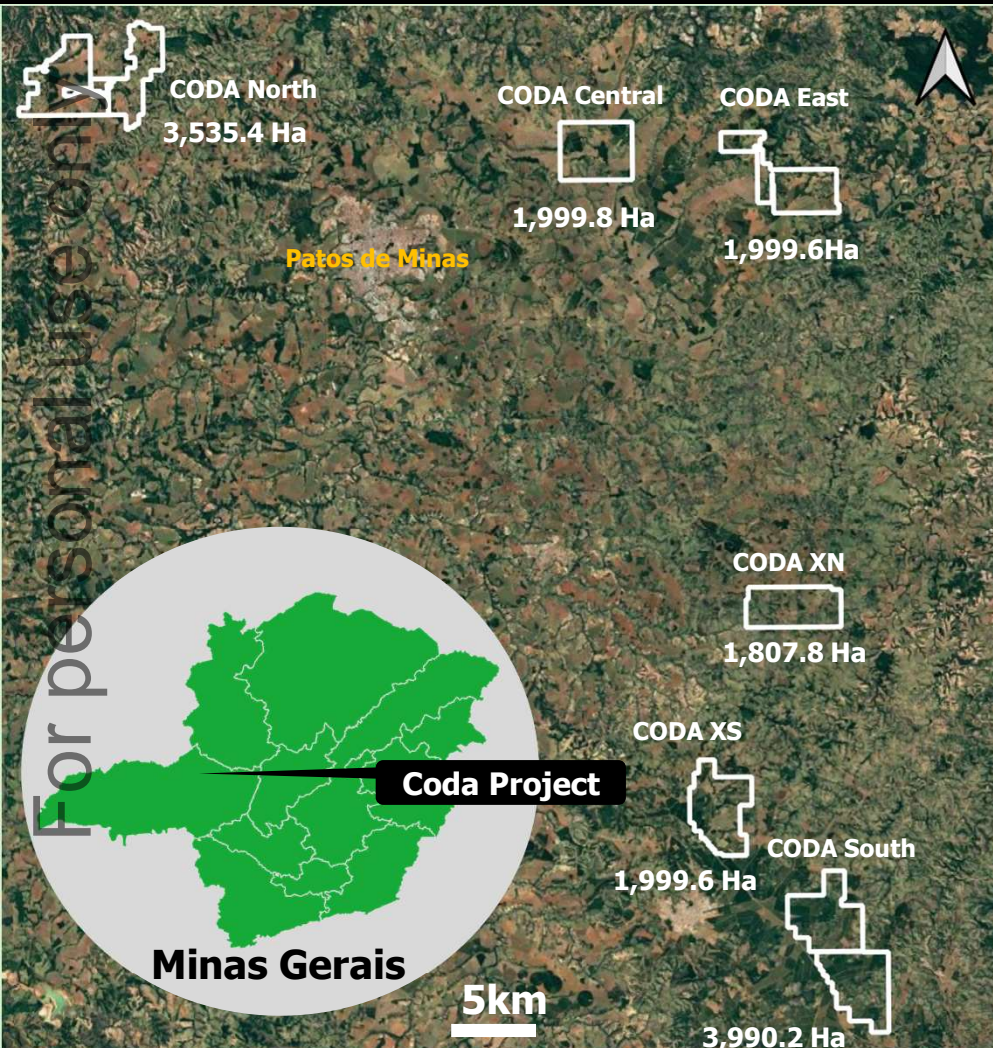 CODA North
3,535.4 Ha
CODA Central
1,999.8 Ha
CODA East
1,999.6Ha
Patos de Minas
For personal use only
CODA XN
1,807.8 Ha
CODA XS
1,999.6 Ha
Coda Project
CODA South
3,990.2 Ha
Minas Gerais
5km